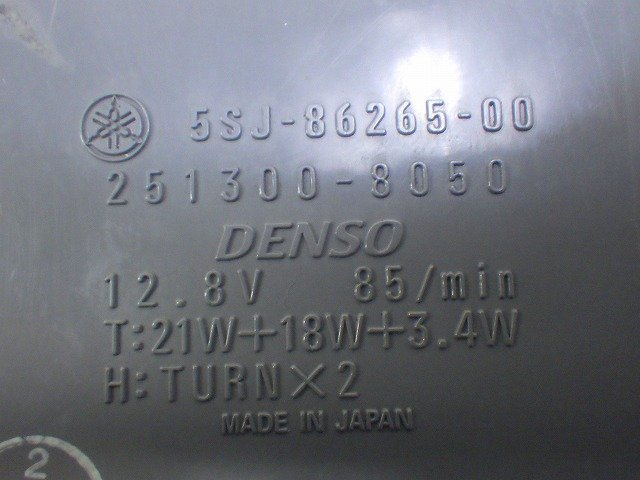 5SJ-86265-00
251300-8050
DENSO
12.8V 85/min
T:21W+18W+3.4W
H:TURN×2
MADE IN JAPAN
2